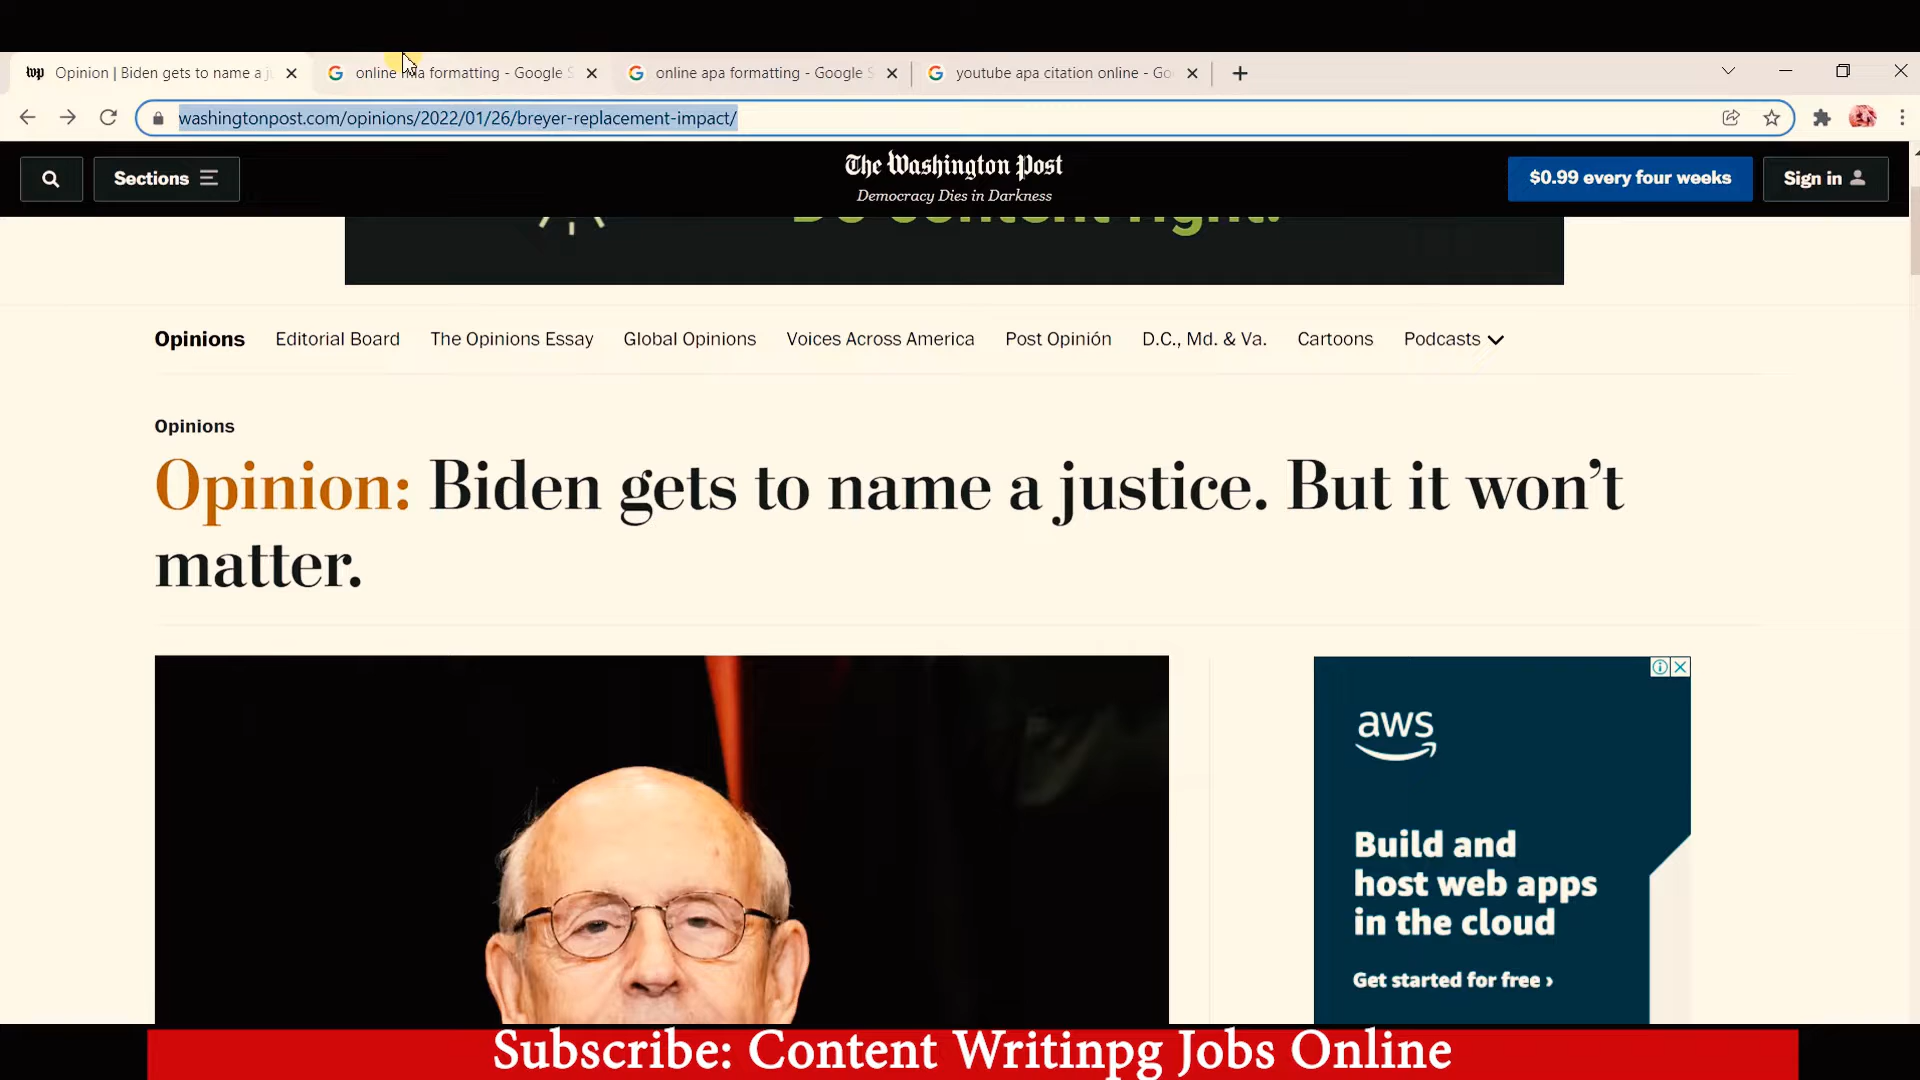 Opinion | Biden gets to name a ju
online mla formatting - Google S
online apa formatting - Google S
youtube apa citation online - Go
washingtonpost.com/opinions/2022/01/26/breyer-replacement-impact/
Sections
The Washington Post
Democracy Dies in Darkness
$0.99 every four weeks
Sign in
Do content right.
Opinions Editorial Board The Opinions Essay Global Opinions Voices Across America Post Opinión D.C., Md. & Va. Cartoons Podcasts
Opinions
Opinion: Biden gets to name a justice. But it won’t
matter.
aws
Build and
host web apps
in the cloud
Get started for free ›
Subscribe: Content Writinpg Jobs Online